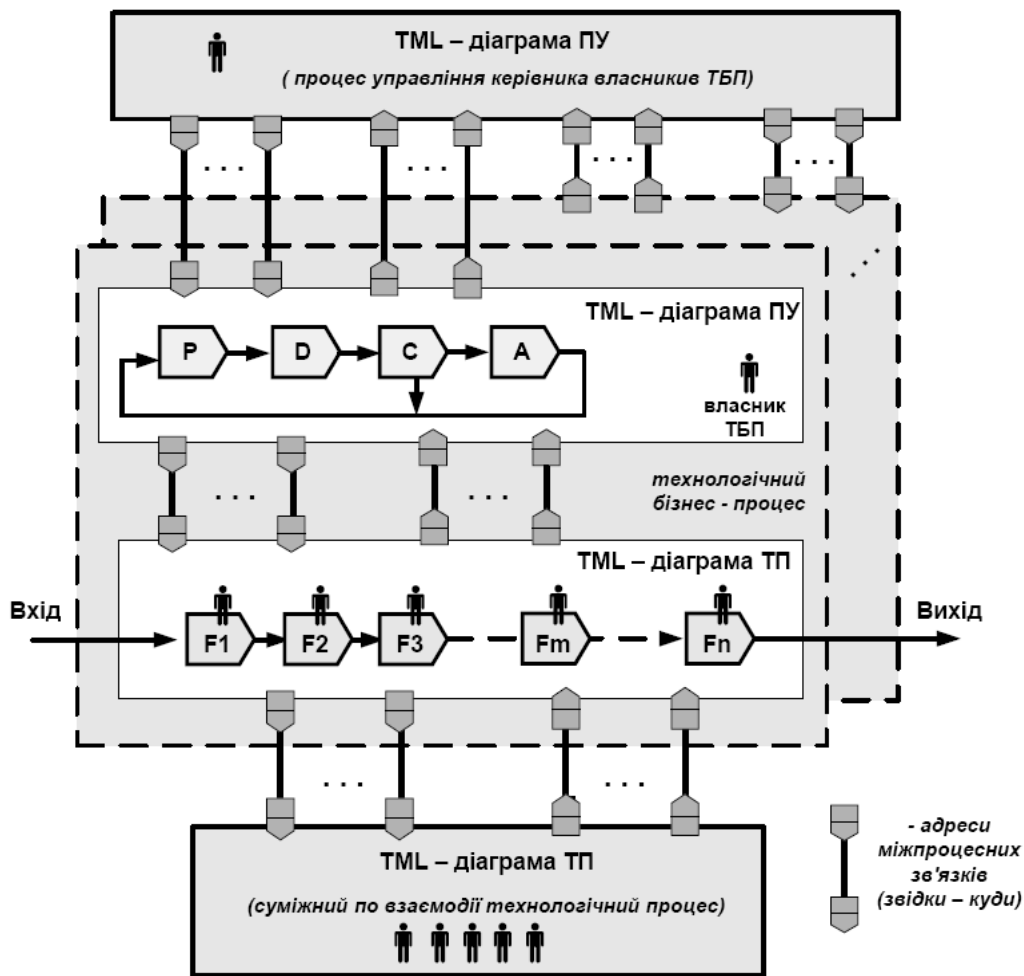 TML – діаграма ПУ
( процес управління керівника власникив ТБП)
. . .
. . .
. . .
. . .
TML – діаграма ПУ
P
D
C
A
власник
ТБП
. . .
. . .
технологічний
бізнес - процес
TML – діаграма ТП
Вхід
F1
F2
F3
Fm
Fn
Вихід
. . .
. . .
TML – діаграма ТП
(суміжний по взаємодії технологічний процес)
- адреси
міжпроцесних
зв'язків
(звідки – куди)